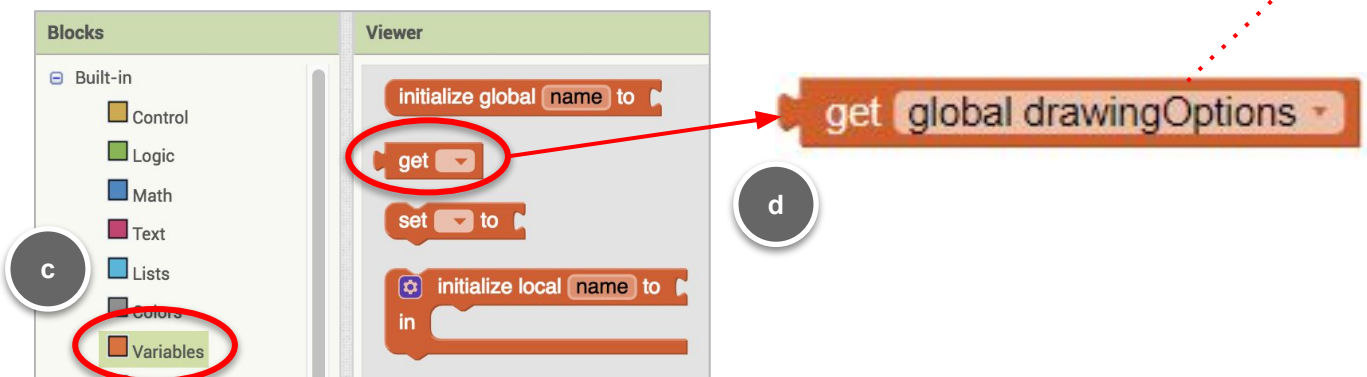 Blocks
Viewer
Built-in
Control
Logic
Math
Text
Lists
Colors
Variables
initialize global name to
get
set to
initialize local name to
in
get global drawingOptions
c
d